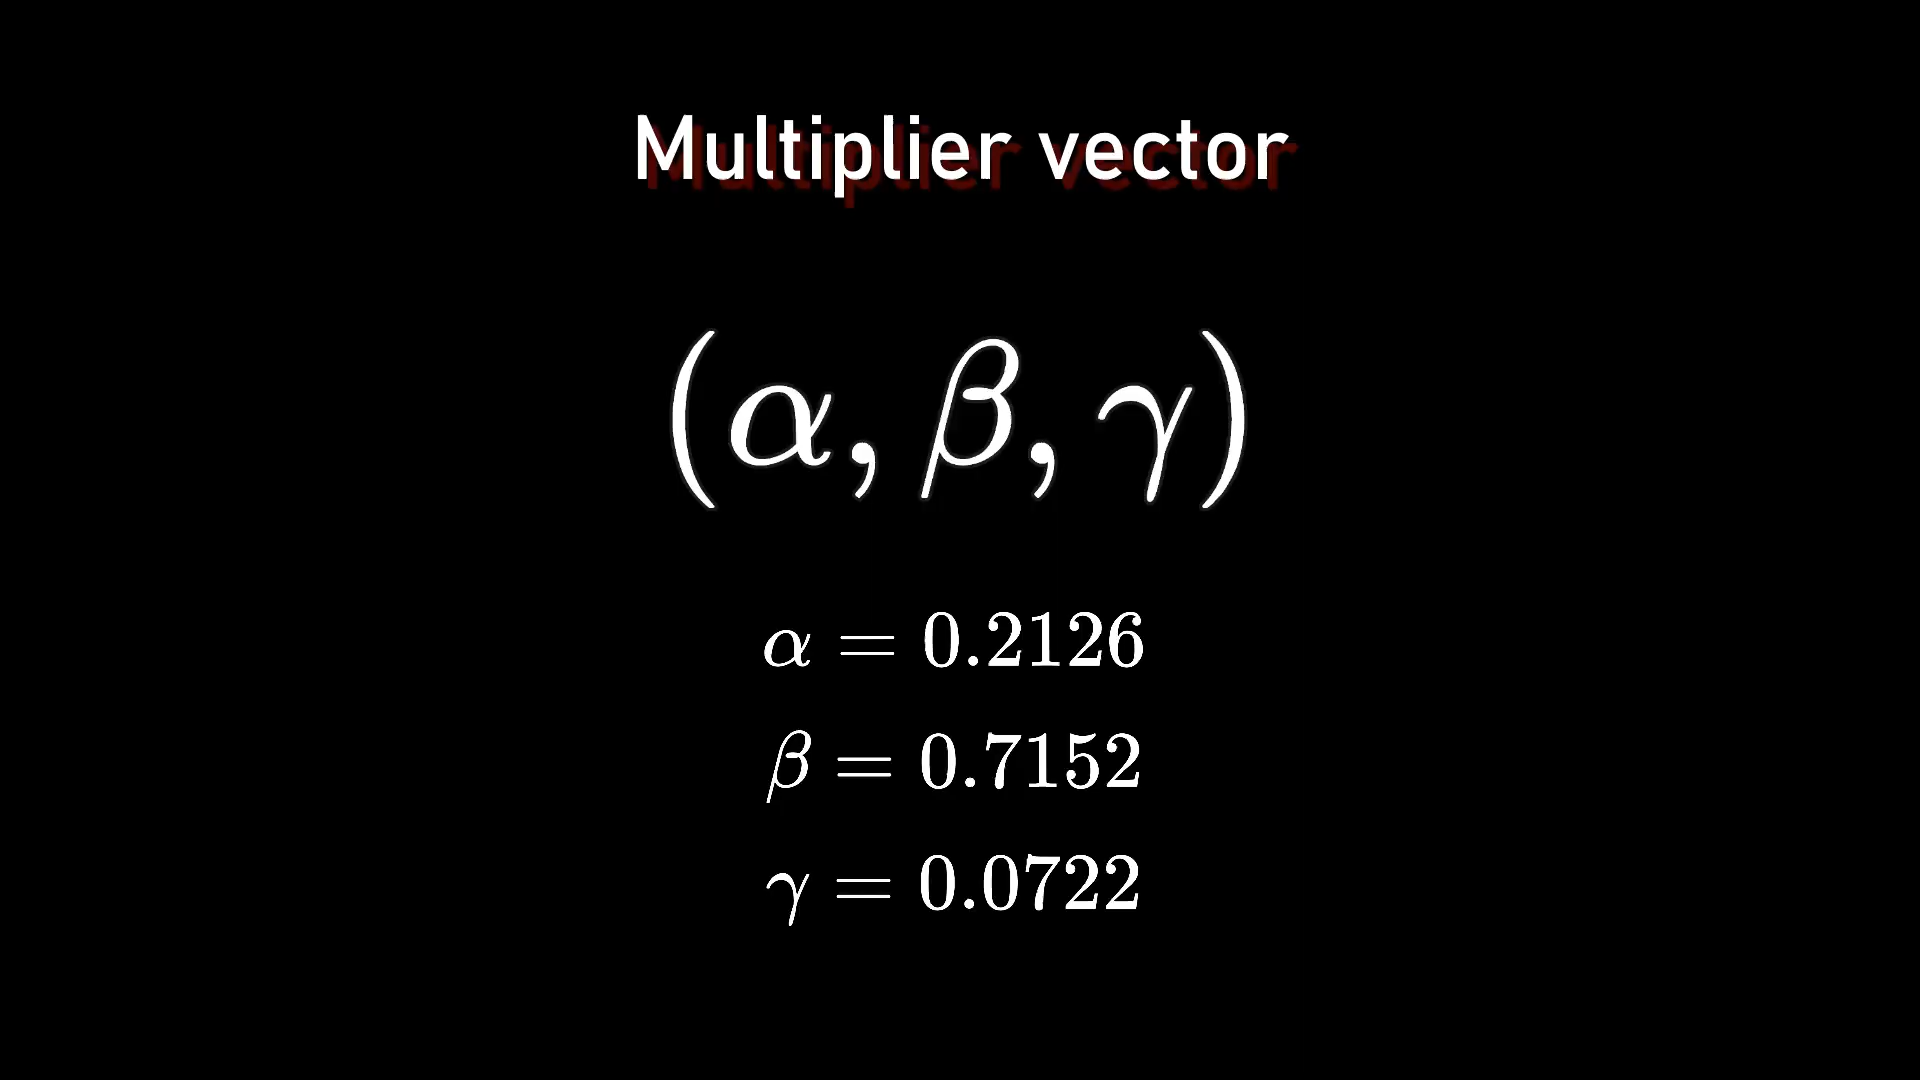 Multiplier vector
(α, β, γ)
α = 0.2126
β = 0.7152
γ = 0.0722